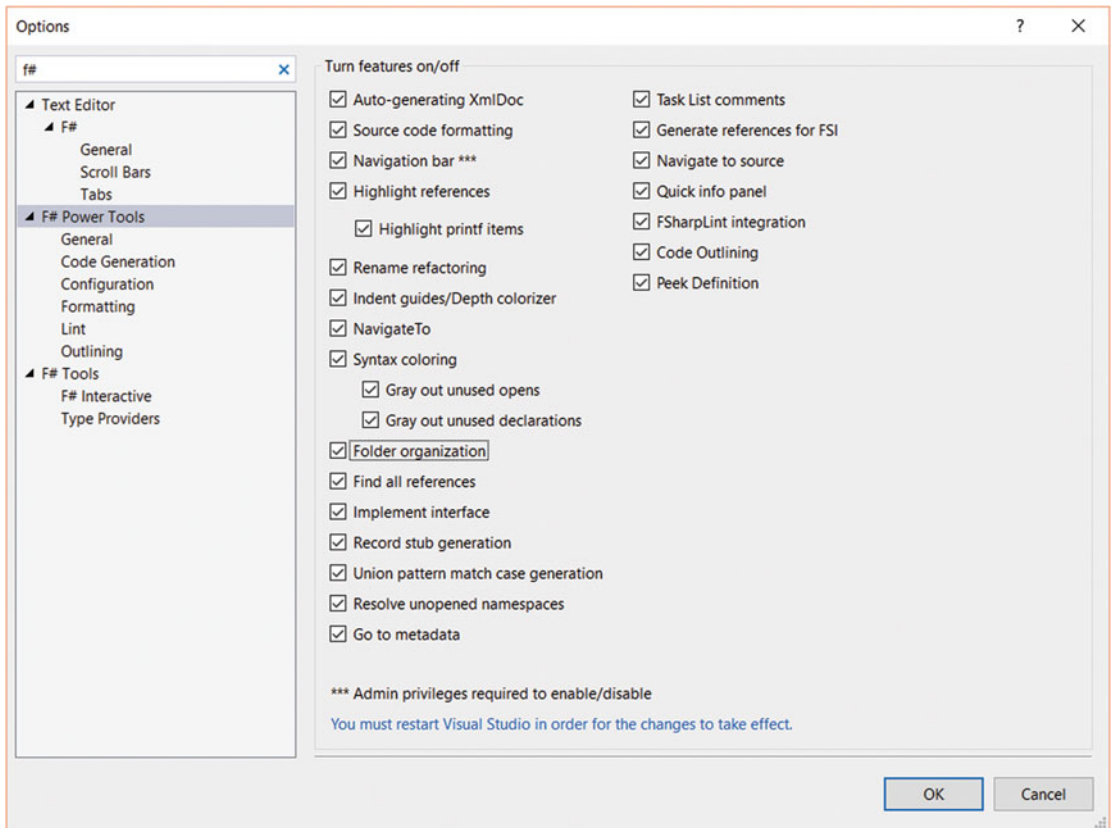 Options
?
f#
Text Editor
F#
General
Scroll Bars
Tabs
F# Power Tools
General
Code Generation
Configuration
Formatting
Lint
Outlining
F# Tools
F# Interactive
Type Providers
Turn features on/off
Auto-generating XmlDoc
Source code formatting
Navigation bar ***
Highlight references
Highlight printf items
Rename refactoring
Indent guides/Depth colorizer
NavigateTo
Syntax coloring
Gray out unused opens
Gray out unused declarations
Folder organization
Find all references
Implement interface
Record stub generation
Union pattern match case generation
Resolve unopened namespaces
Go to metadata
Task List comments
Generate references for FSI
Navigate to source
Quick info panel
FSharpLint integration
Code Outlining
Peek Definition
*** Admin privileges required to enable/disable
You must restart Visual Studio in order for the changes to take effect.
OK
Cancel